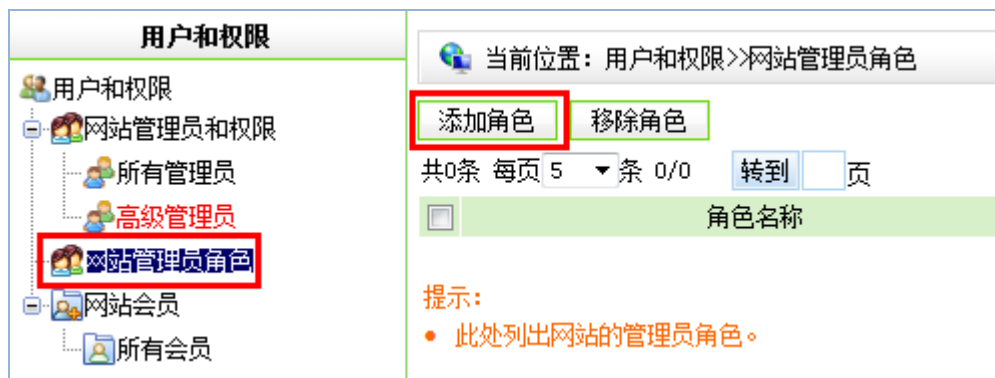 用户和权限
用户和权限
网站管理员和权限
所有管理员
高级管理员
网站管理员角色
网站会员
所有会员
当前位置：用户和权限>>网站管理员角色
添加角色 移除角色
共0条 每页 5 条 0/0 转到 页
角色名称
提示：
• 此处列出网站的管理员角色。